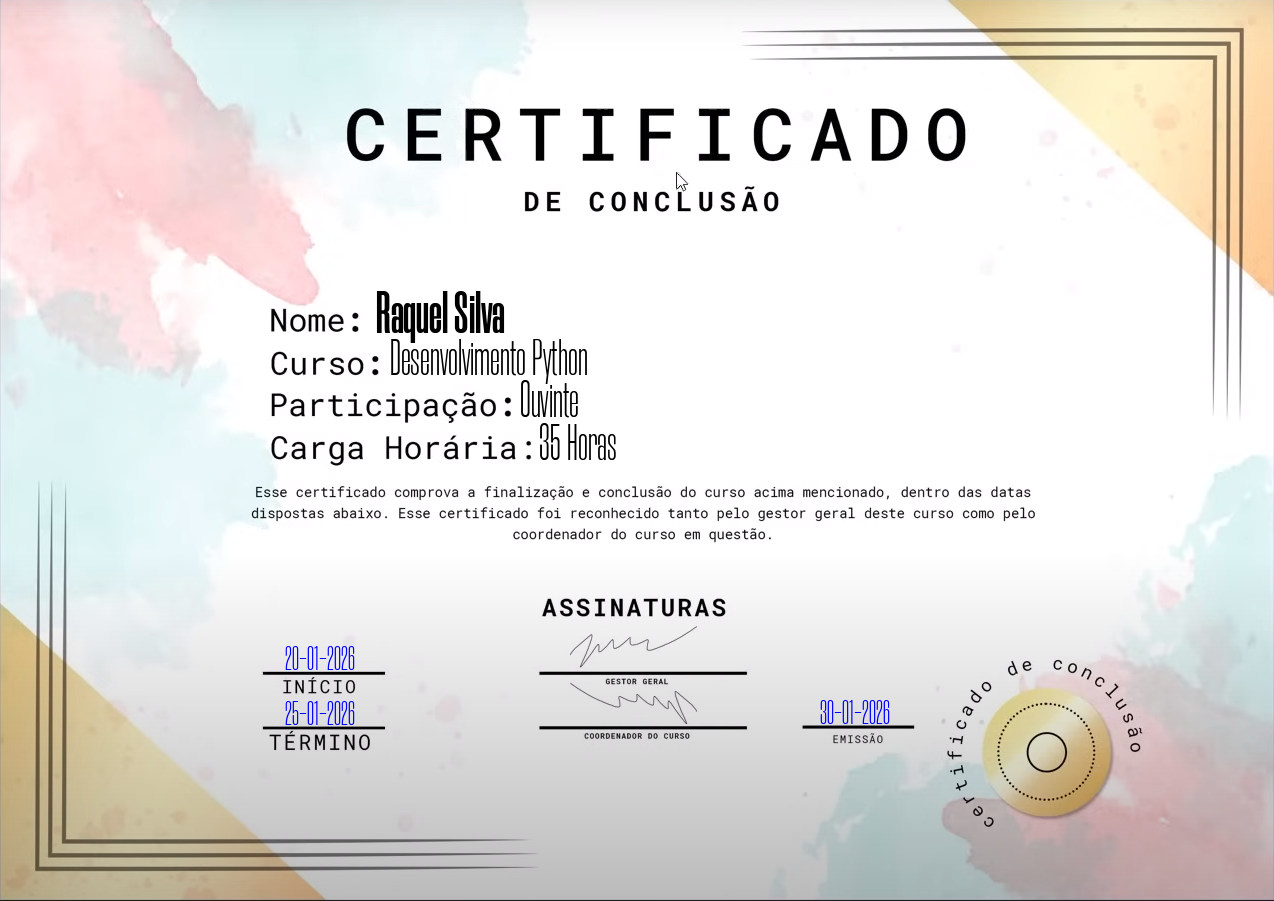 CERTIFICADO
DE CONCLUSÃO
Nome: Raquel Silva
Curso: Desenvolvimento Python
Participação: Ouvinte
Carga Horária: 35 Horas
Esse certificado comprova a finalização e conclusão do curso acima mencionado, dentro das datas
dispostas abaixo. Esse certificado foi reconhecido tanto pelo gestor geral deste curso como pelo
coordenador do curso em questão.
ASSINATURAS
20-01-2026
INÍCIO
25-01-2026
TÉRMINO
GESTOR GERAL
COORDENADOR DO CURSO
30-01-2026
EMISSÃO
certificado de conclusão